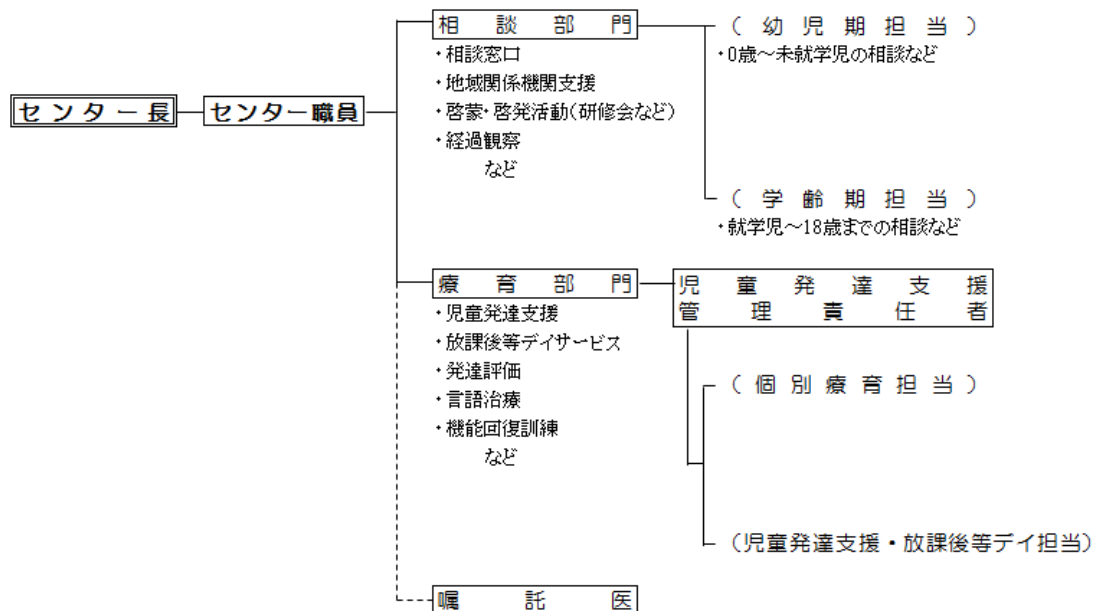 センター長
センター職員
相談部門
・相談窓口
・地域関係機関支援
・啓蒙・啓発活動(研修会など)
・経過観察
など
(幼児期担当)
・0歳~未就学児の相談など
(学齢期担当)
・就学児~18歳までの相談など
療育部門
・児童発達支援
・放課後等デイサービス
・発達評価
・言語治療
・機能回復訓練
など
児童発達支援
管理責任者
(個別療育担当)
(児童発達支援・放課後等デイ担当)
嘱託医